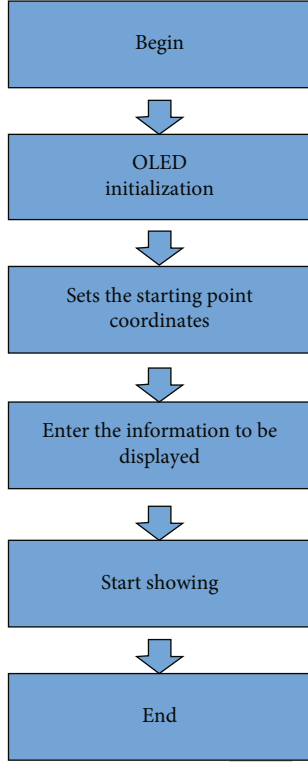 Begin
OLED
initialization
Sets the starting point
coordinates
Enter the information to be
displayed
Start showing
End